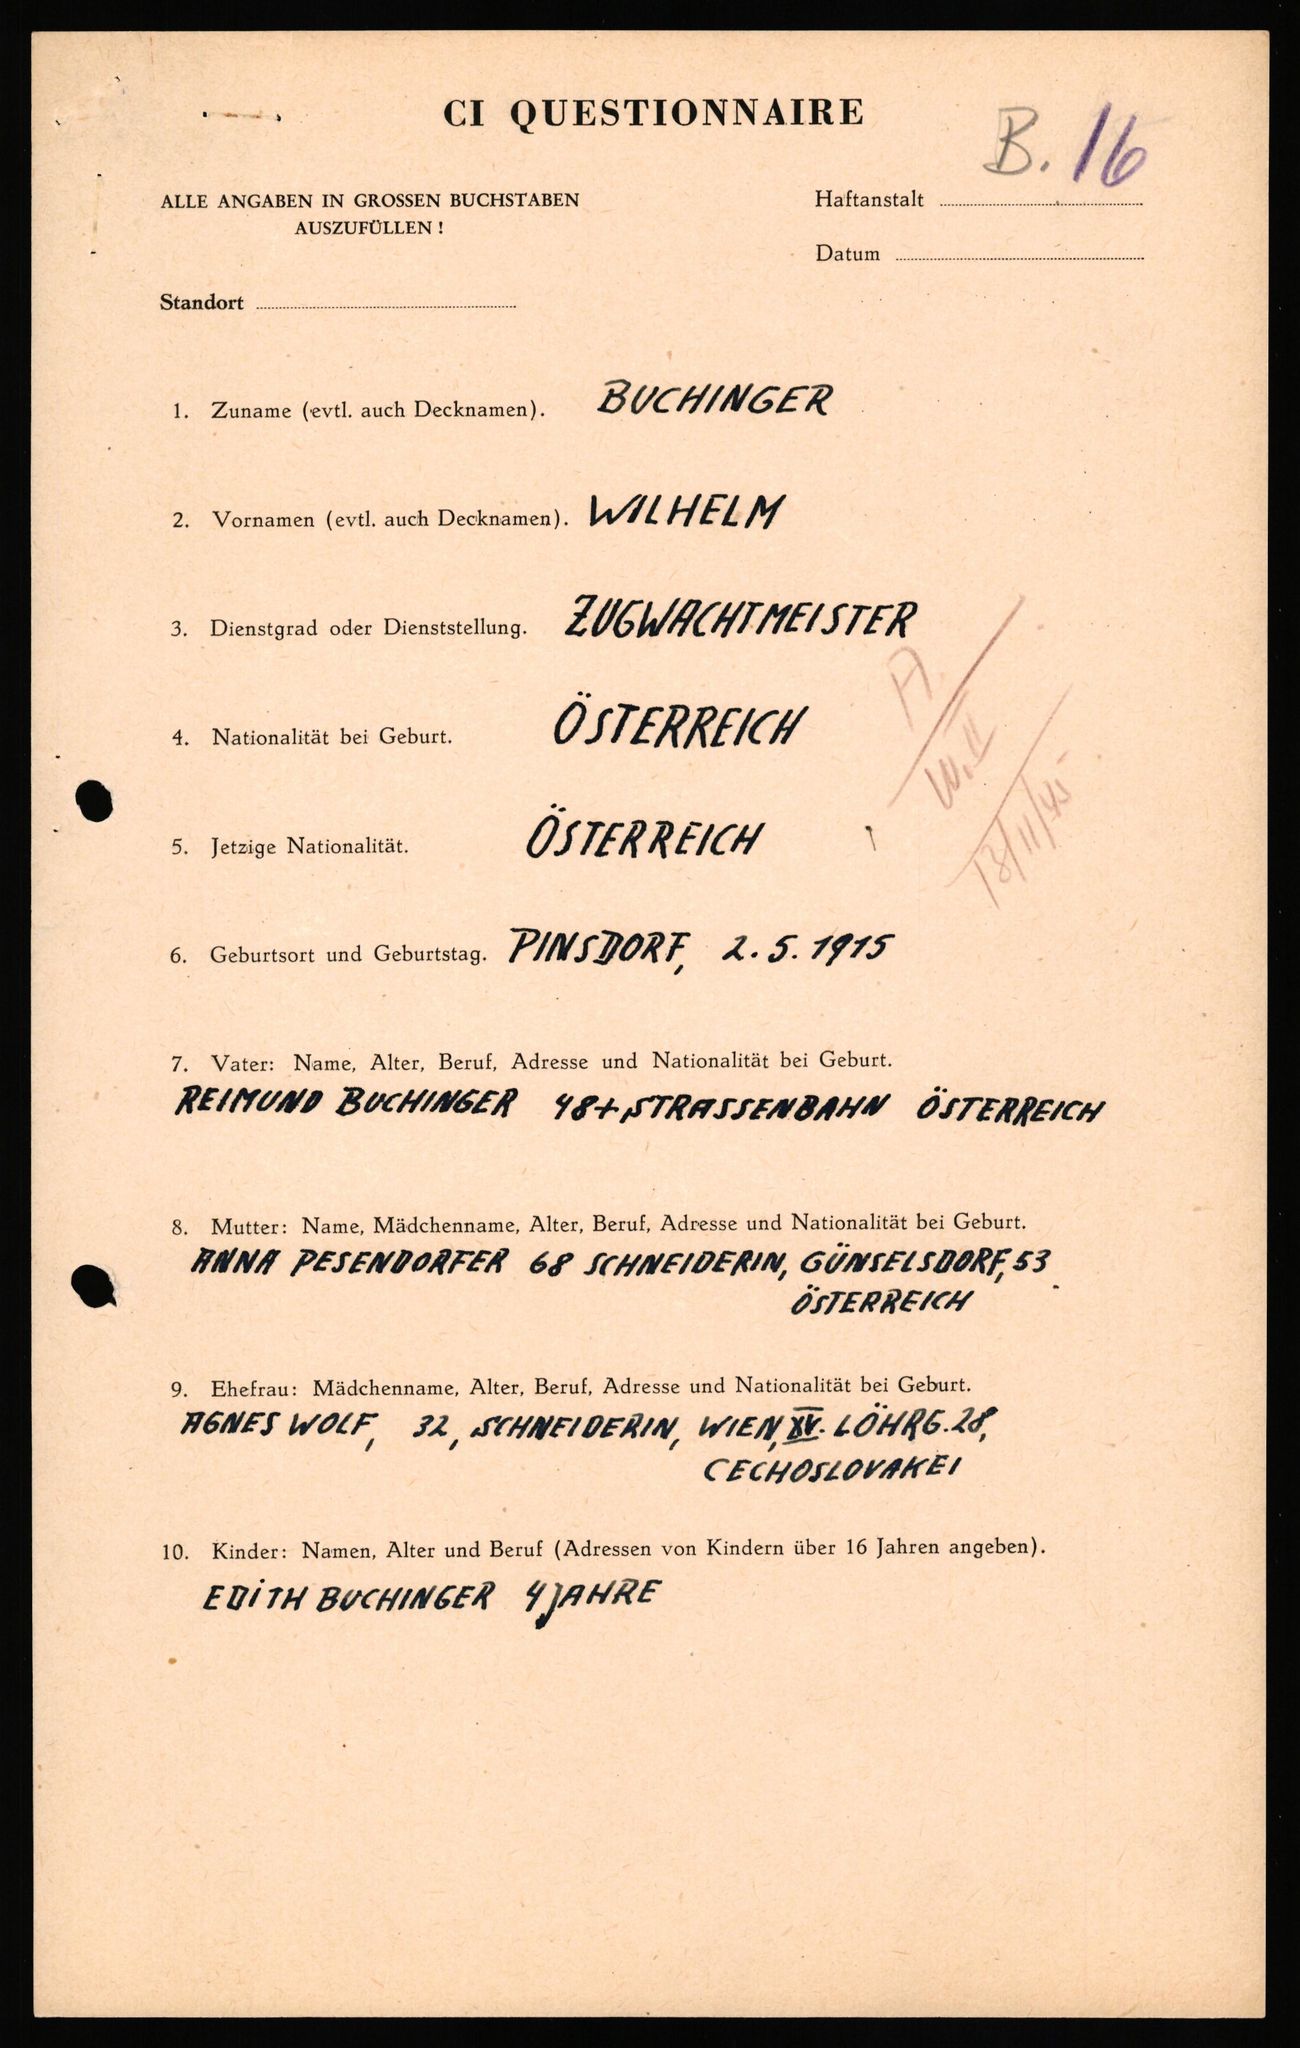 CI QUESTIONNAIRE
B. 16
ALLE ANGABEN IN GROSSEN BUCHSTABEN
AUSZUFÜLLEN!
Haftanstalt
Datum
Standort
1. Zuname (evtl. auch Decknamen). BUCHINGER
2. Vornamen (evtl. auch Decknamen). WILHELM
3. Dienstgrad oder Dienststellung. ZUGWACHTMEISTER
A
W.II
13/11/45
4. Nationalität bei Geburt. ÖSTERREICH
5. Jetzige Nationalität. ÖSTERREICH
6. Geburtsort und Geburtstag. PINSDORF, 2.5.1915
7. Vater: Name, Alter, Beruf, Adresse und Nationalität bei Geburt.
REIMUND BUCHINGER 48+, STRASSENBAHN ÖSTERREICH
8. Mutter: Name, Mädchenname, Alter, Beruf, Adresse und Nationalität bei Geburt.
ANNA PESENDORFER 68 SCHNEIDERIN, GÜNSELSDORF, 53
ÖSTERREICH
9. Ehefrau: Mädchenname, Alter, Beruf, Adresse und Nationalität bei Geburt.
AGNES WOLF, 32, SCHNEIDERIN, WIEN, XV. LÖHRG. 28,
CECHOSLOVAKEI
10. Kinder: Namen, Alter und Beruf (Adressen von Kindern über 16 Jahren angeben).
EDITH BUCHINGER 4 JAHRE